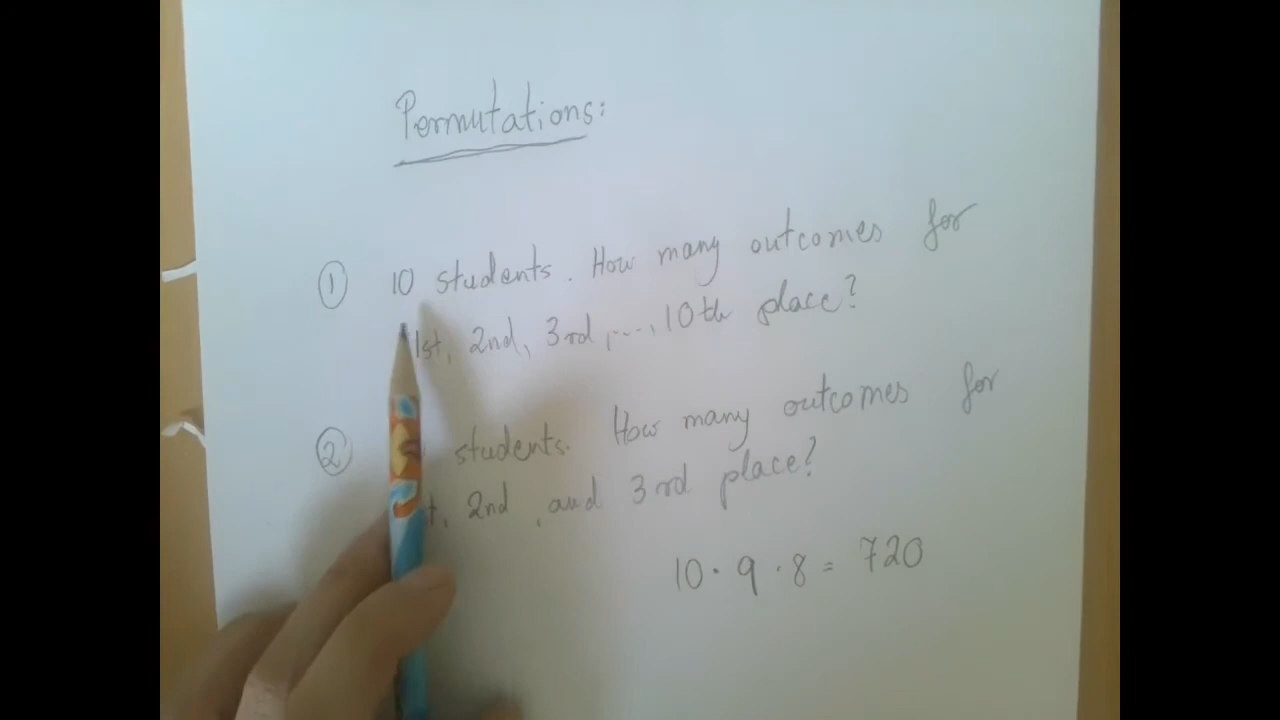 Permutations:
① 10 students. How many outcomes for
1st, 2nd, 3rd, ..., 10th place?
② students. How many outcomes for
2nd, and 3rd place?
10 · 9 · 8 = 720